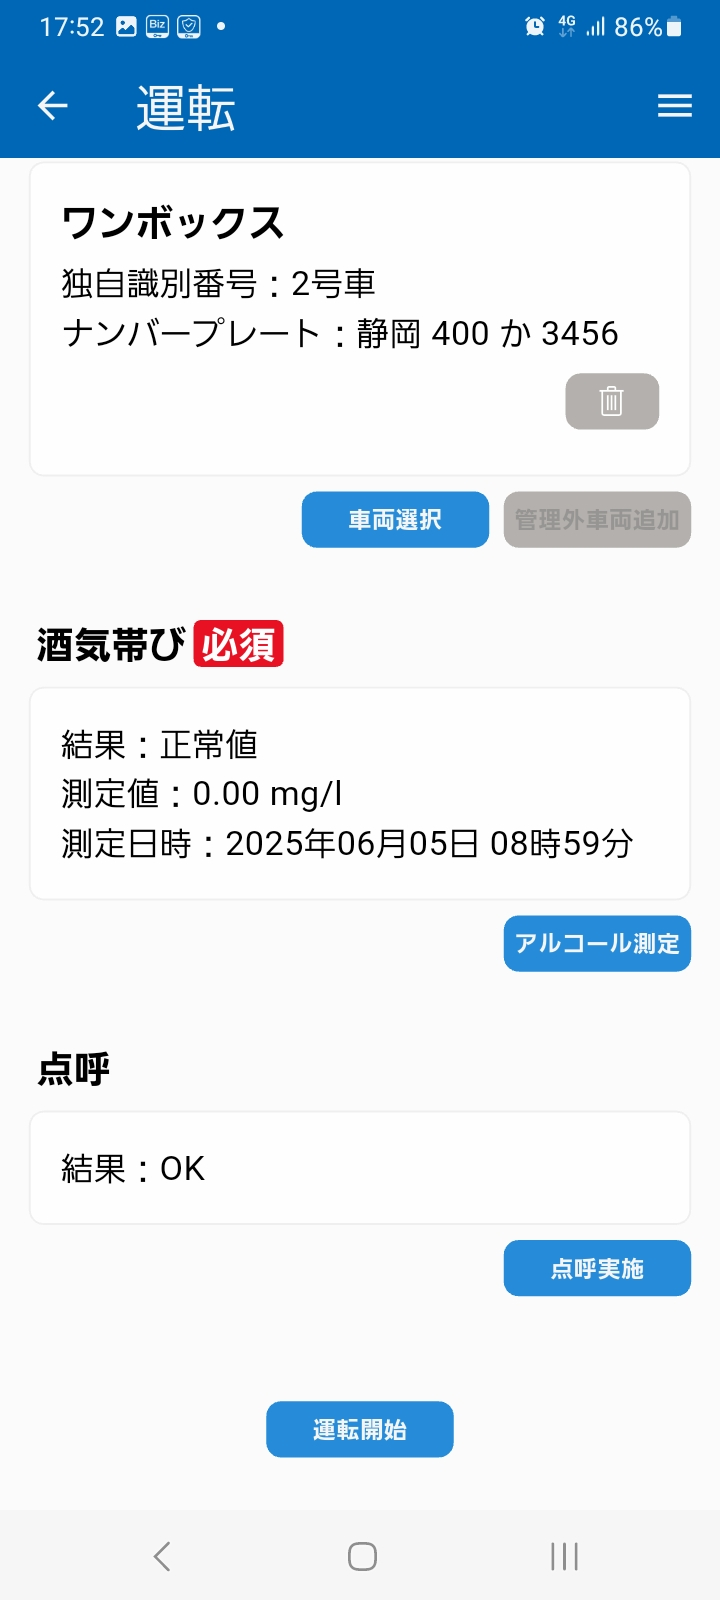 17:52 Biz 4G 86%
運転
ワンボックス
独自識別番号：2号車
ナンバープレート：静岡 400 か 3456
車両選択 管理外車両追加
酒気帯び 必須
結果：正常値
測定値：0.00 mg/l
測定日時：2025年06月05日 08時59分
アルコール測定
点呼
結果：OK
点呼実施
運転開始